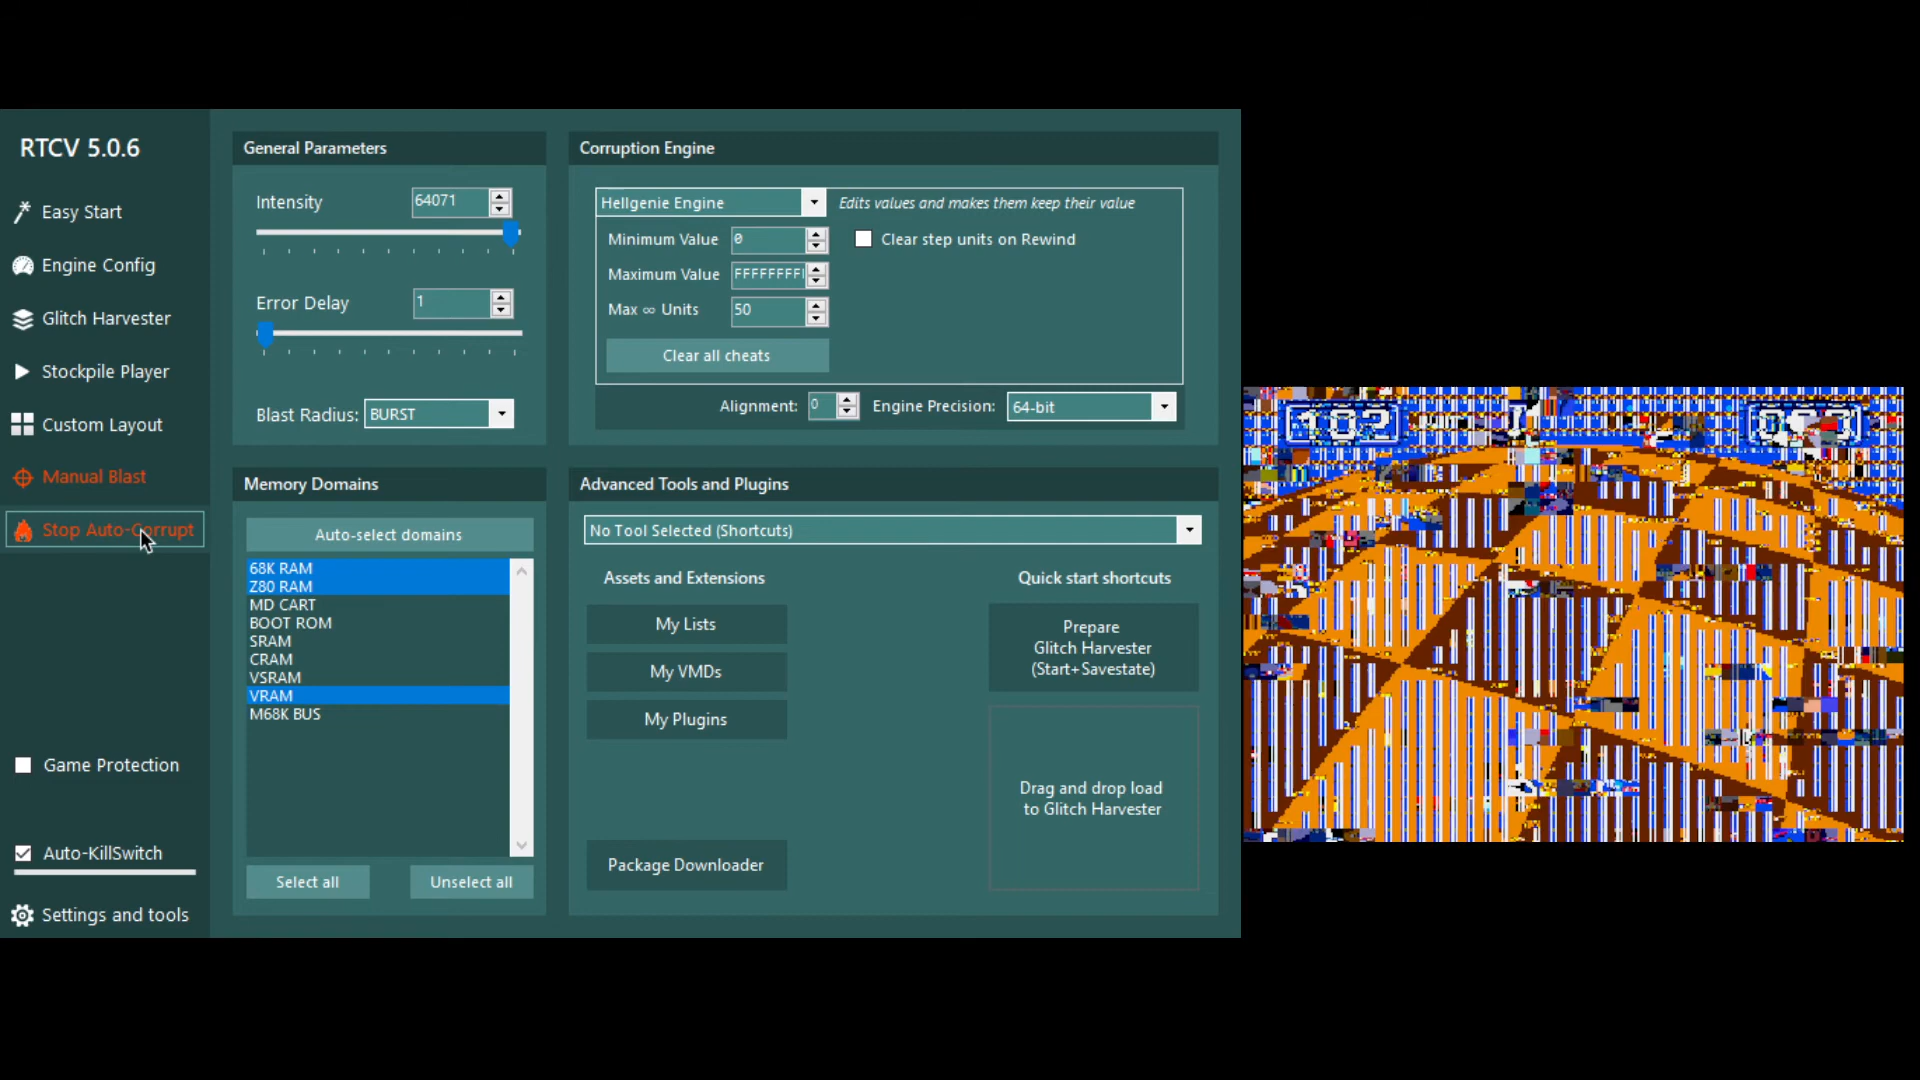 RTCV 5.0.6
Easy Start
Engine Config
Glitch Harvester
Stockpile Player
Custom Layout
Manual Blast
Stop Auto-Corrupt
Game Protection
Auto-KillSwitch
Settings and tools
General Parameters
Intensity 64071
Error Delay 1
Blast Radius: BURST
Memory Domains
Auto-select domains
68K RAM
Z80 RAM
MD CART
BOOT ROM
SRAM
CRAM
VSRAM
VRAM
M68K BUS
Select all Unselect all
Corruption Engine
Hellgenie Engine Edits values and makes them keep their value
Minimum Value 0 Clear step units on Rewind
Maximum Value FFFFFFFF
Max ∞ Units 50
Clear all cheats
Alignment: 0 Engine Precision: 64-bit
Advanced Tools and Plugins
No Tool Selected (Shortcuts)
Assets and Extensions
My Lists
My VMDs
My Plugins
Package Downloader
Quick start shortcuts
Prepare
Glitch Harvester
(Start+Savestate)
Drag and drop load
to Glitch Harvester
102